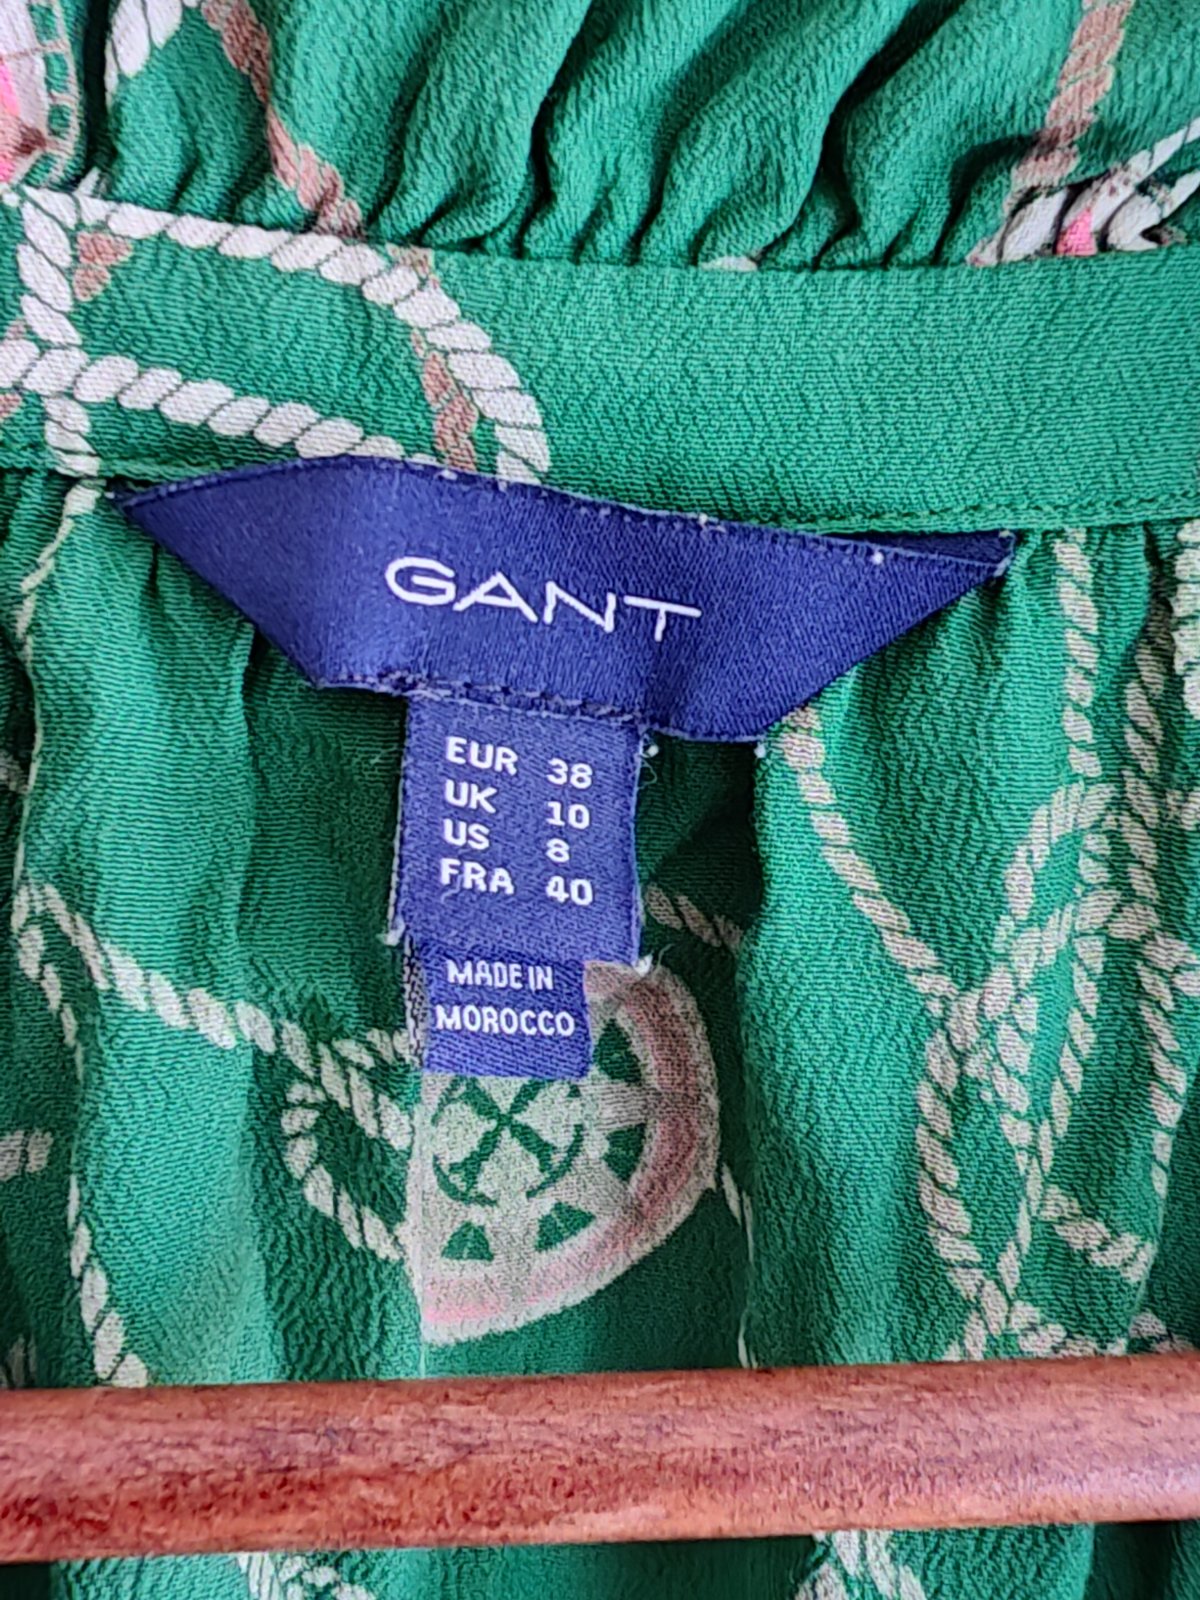 GANT
EUR 38
UK 10
US 8
FRA 40
MADE IN
MOROCCO